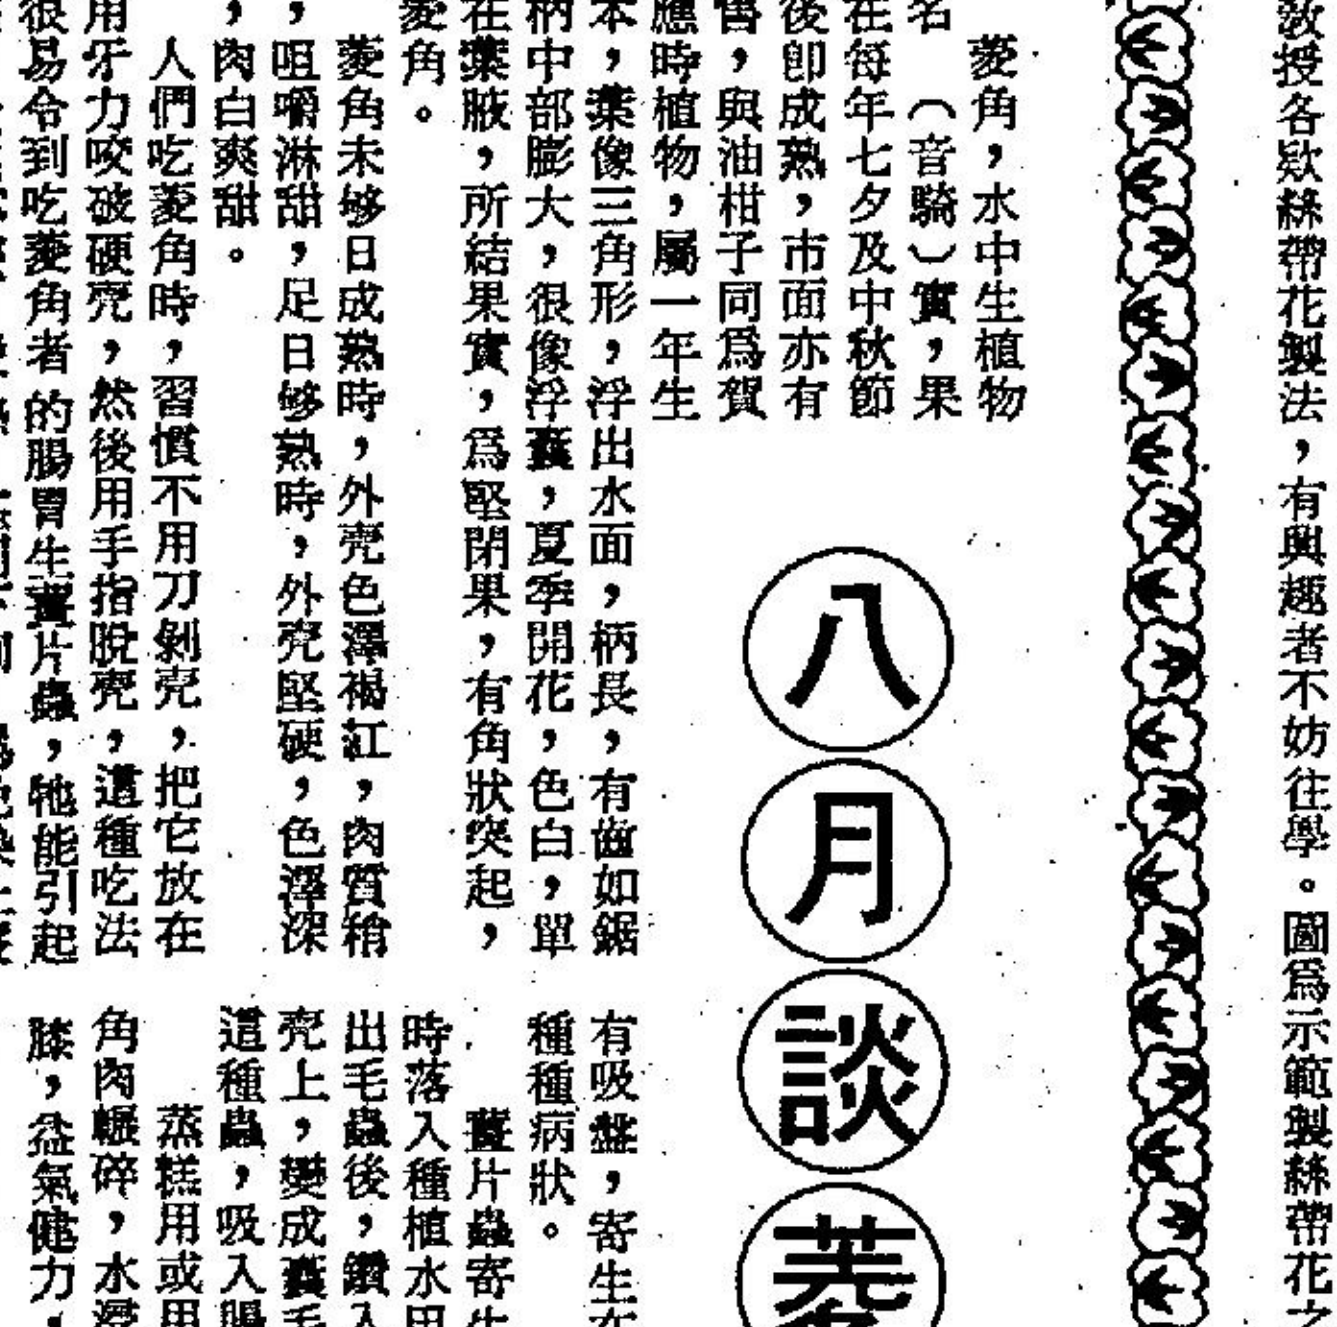 教授各欵絲帶花製法，有興趣者不妨往學。圖爲示範製絲帶花之
八月談菱
菱角，水中生植物
名（音騎）實，果
在每年七夕及中秋節
後卽成熟，市面亦有
售，與油柑子同爲賀
應時植物，屬一年生
本，葉像三角形，浮出水面，柄長，有齒如鋸
柄中部膨大，很像浮囊，夏季開花，色白，單
在葉腋，所結果實，爲堅閉果，有角狀突起，
菱角。
菱角未够日成熟時，外壳色澤褐紅，肉質稍
，咀嚼淋甜，足日够熟時，外壳堅硬，色澤深
，肉白爽甜。
人們吃菱角時，習慣不用刀剝壳，把它放在
用牙力咬破硬壳，然後用手指脫壳，這種吃法
很易令到吃菱角者的腸胃生薑片蟲，牠能引起
有吸盤，寄生在
種種病狀。
薑片蟲寄生
時落入種植水田
出毛蟲後，鑽入
壳上，變成囊毛
這種蟲，吸入腸
蒸糕用或用
角肉輾碎，水浸
膝，益氣健力，